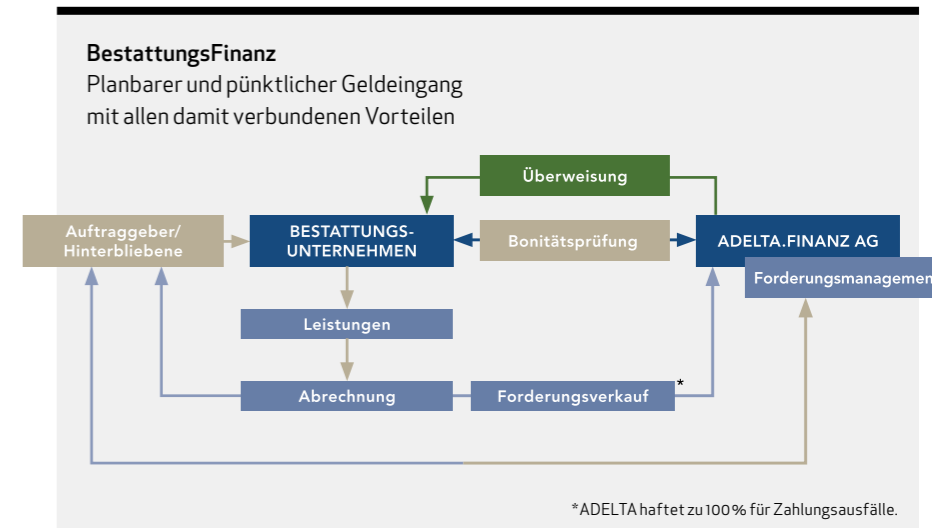 BestattungsFinanz
Planbarer und pünktlicher Geldeingang
mit allen damit verbundenen Vorteilen
Überweisung
Auftraggeber/
Hinterbliebene
BESTATTUNGS-
UNTERNEHMEN
Bonitätsprüfung
ADELTA.FINANZ AG
Forderungsmanagemen
Leistungen
Abrechnung
Forderungsverkauf *
*ADELTA haftet zu 100% für Zahlungsausfälle.